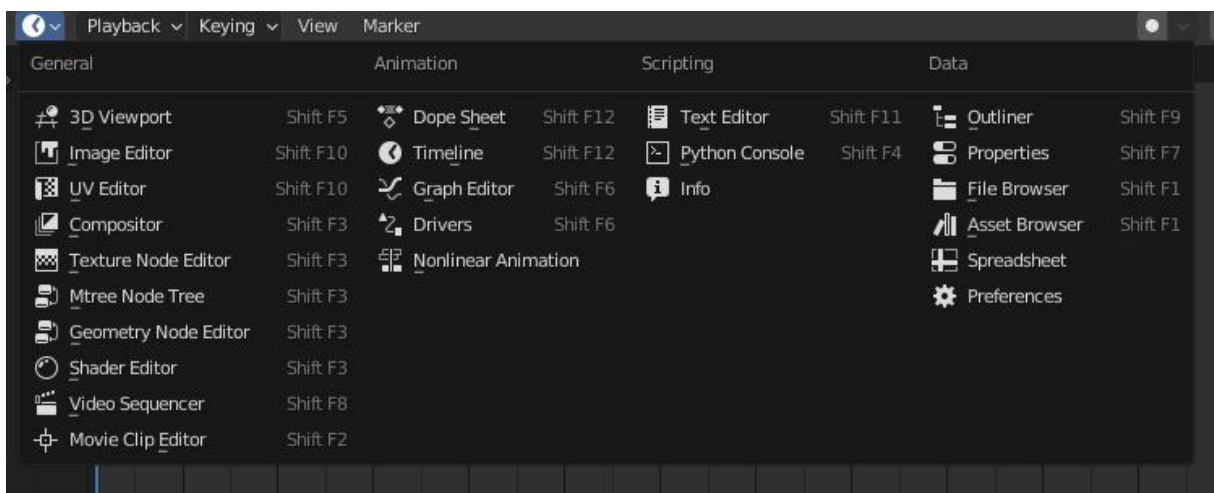 Playback Keying View Marker
General Animation Scripting Data
3D Viewport Shift F5 Dope Sheet Shift F12 Text Editor Shift F11 Outliner Shift F9
Image Editor Shift F10 Timeline Shift F12 Python Console Shift F4 Properties Shift F7
UV Editor Shift F10 Graph Editor Shift F6 Info File Browser Shift F1
Compositor Shift F3 Drivers Shift F6 Asset Browser Shift F1
Texture Node Editor Shift F3 Nonlinear Animation Spreadsheet
Mtree Node Tree Shift F3 Preferences
Geometry Node Editor Shift F3
Shader Editor Shift F3
Video Sequencer Shift F8
Movie Clip Editor Shift F2